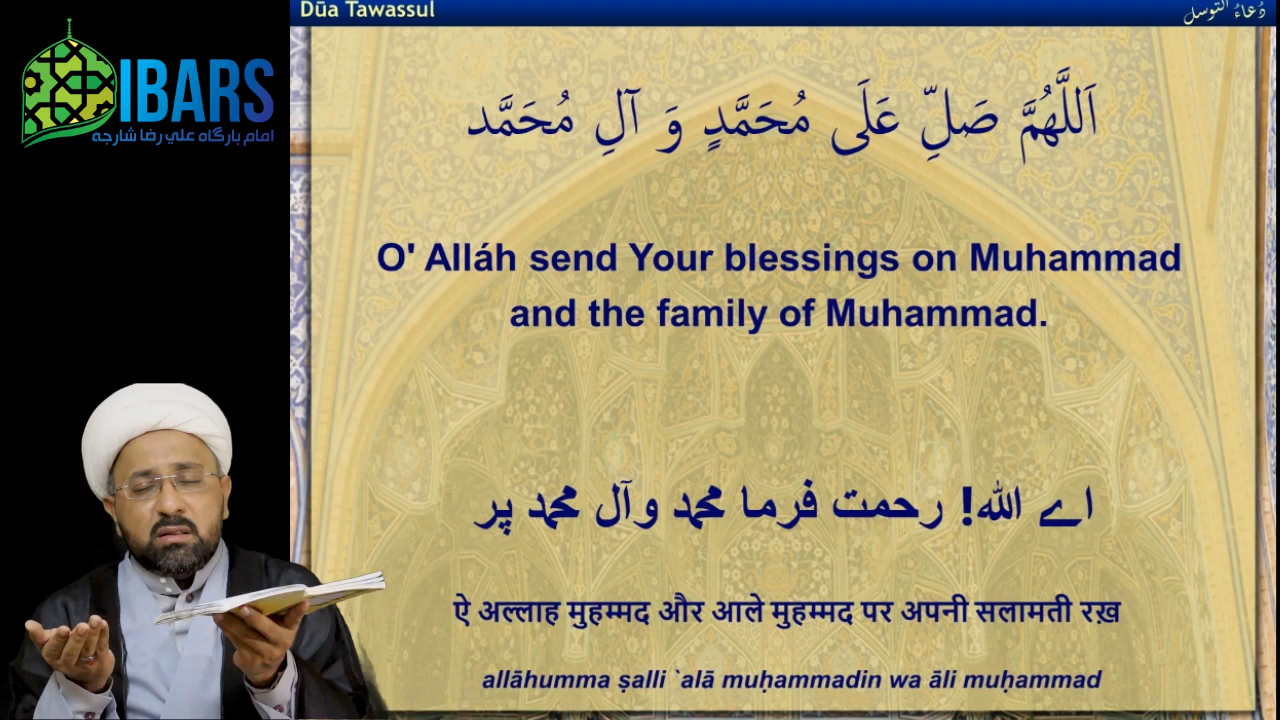 Dūa Tawassul
دُعاءُ التوسل
IBARS
امام بارگاه علي رضا شارجه
اَللَّهُمَّ صَلِّ عَلَى مُحَمَّدٍ وَ آلِ مُحَمَّد
O' Alláh send Your blessings on Muhammad
and the family of Muhammad.
اے الله! رحمت فرما محمد وآل محمد پر
ऐ अल्लाह मुहम्मद और आले मुहम्मद पर अपनी सलामती रख़
allāhumma ṣalli `alā muḥammadin wa āli muḥammad